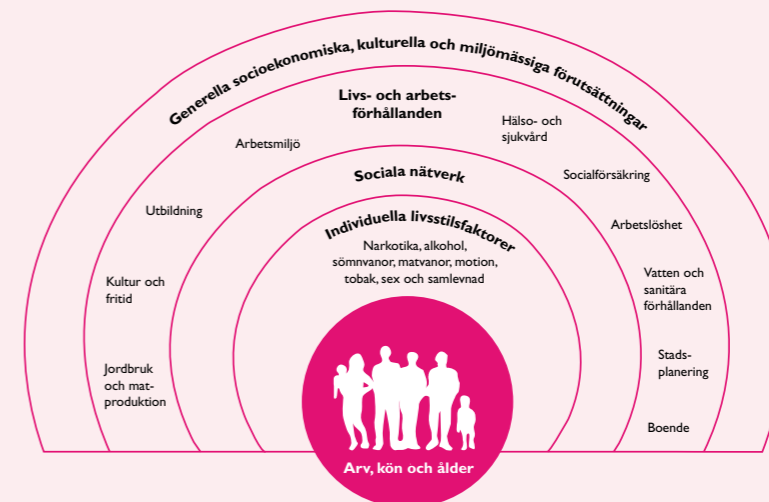 Generella socioekonomiska, kulturella och miljömässiga förutsättningar
Livs- och arbets-
förhållanden
Arbetsmiljö
Hälso- och
sjukvård
Utbildning
Socialförsäkring
Kultur och
fritid
Arbetslöshet
Jordbruk
och mat-
produktion
Vatten och
sanitära
förhållanden
Stads-
planering
Boende
Sociala nätverk
Individuella livsstilsfaktorer
Narkotika, alkohol,
sömnvanor, matvanor, motion,
tobak, sex och samlevnad
Arv, kön och ålder